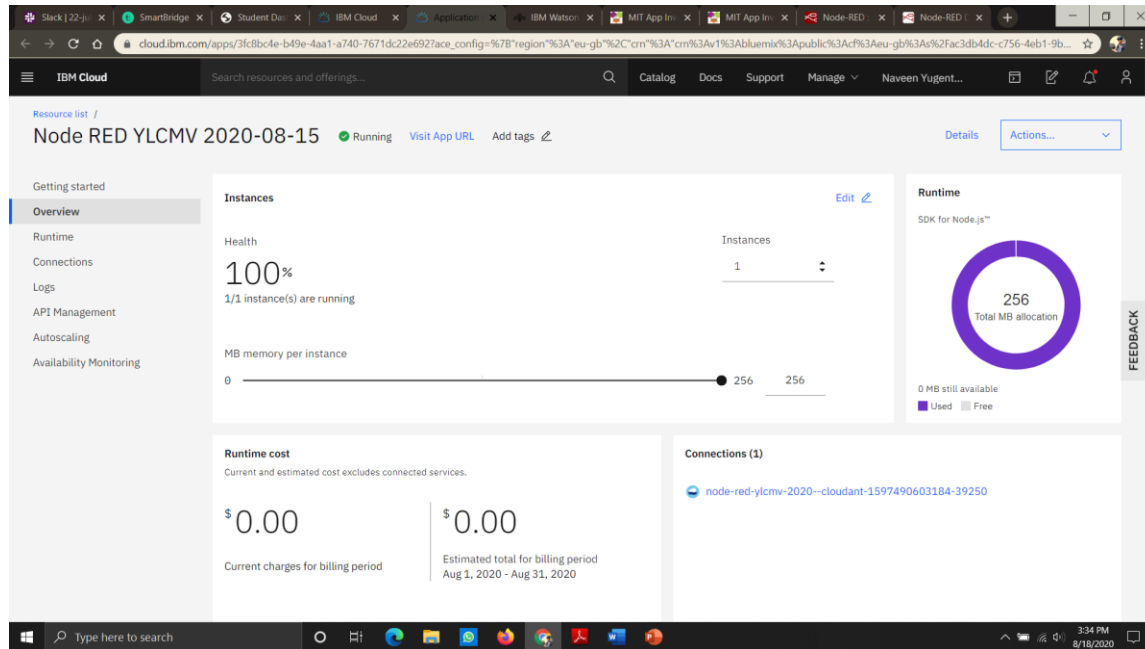 Slack | 22-ju
SmartBridge
Student Das
IBM Cloud
Application
IBM Watson
MIT App Inv
MIT App Inv
Node-RED :
Node-RED D
cloud.ibm.com/apps/3fc8bc4e-b49e-4aa1-a740-7671dc22e692?ace_config=%7B"region"%3A"eu-gb"%2C"crn"%3A"crn%3Av1%3Abluemix%3Apublic%3Acf%3Aeu-gb%3As%2Fac3db4dc-c756-4eb1-9b...
IBM Cloud
Search resources and offerings...
Catalog
Docs
Support
Manage
Naveen Yugent...
Resource list /
Node RED YLCMV 2020-08-15
Running
Visit App URL
Add tags
Details
Actions...
Getting started
Overview
Runtime
Connections
Logs
API Management
Autoscaling
Availability Monitoring
Instances
Edit
Health
100%
1/1 instance(s) are running
Instances
1
MB memory per instance
0
256
256
Runtime
SDK for Node.js™
256
Total MB allocation
0 MB still available
Used
Free
FEEDBACK
Runtime cost
Current and estimated cost excludes connected services.
$0.00
Current charges for billing period
$0.00
Estimated total for billing period
Aug 1, 2020 - Aug 31, 2020
Connections (1)
node-red-ylcmv-2020--cloudant-1597490603184-39250
Type here to search
3:34 PM
8/18/2020